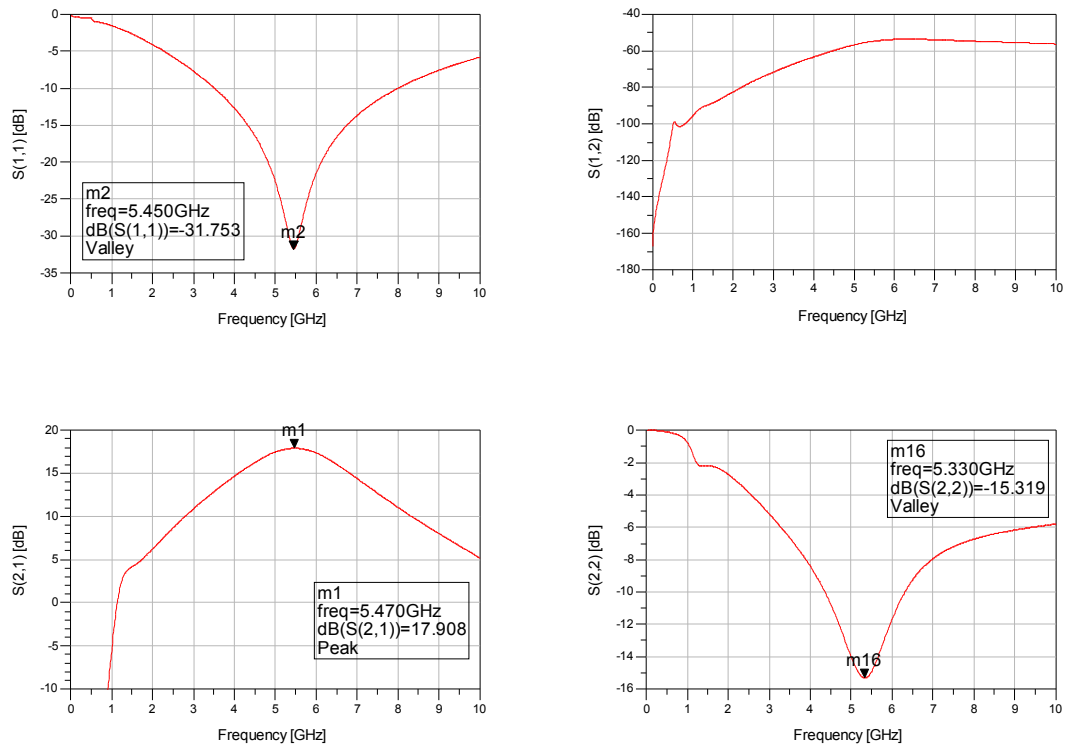 0
-5
-10
-15
-20
-25
-30
-35
S(1,1) [dB]
m2
freq=5.450GHz
dB(S(1,1))=-31.753
Valley
m2
0 1 2 3 4 5 6 7 8 9 10
Frequency [GHz]
-40
-60
-80
-100
-120
-140
-160
-180
S(1,2) [dB]
0 1 2 3 4 5 6 7 8 9 10
Frequency [GHz]
20
15
10
5
0
-5
-10
S(2,1) [dB]
m1
m1
freq=5.470GHz
dB(S(2,1))=17.908
Peak
0 1 2 3 4 5 6 7 8 9 10
Frequency [GHz]
0
-2
-4
-6
-8
-10
-12
-14
-16
S(2,2) [dB]
m16
freq=5.330GHz
dB(S(2,2))=-15.319
Valley
m16
0 1 2 3 4 5 6 7 8 9 10
Frequency [GHz]